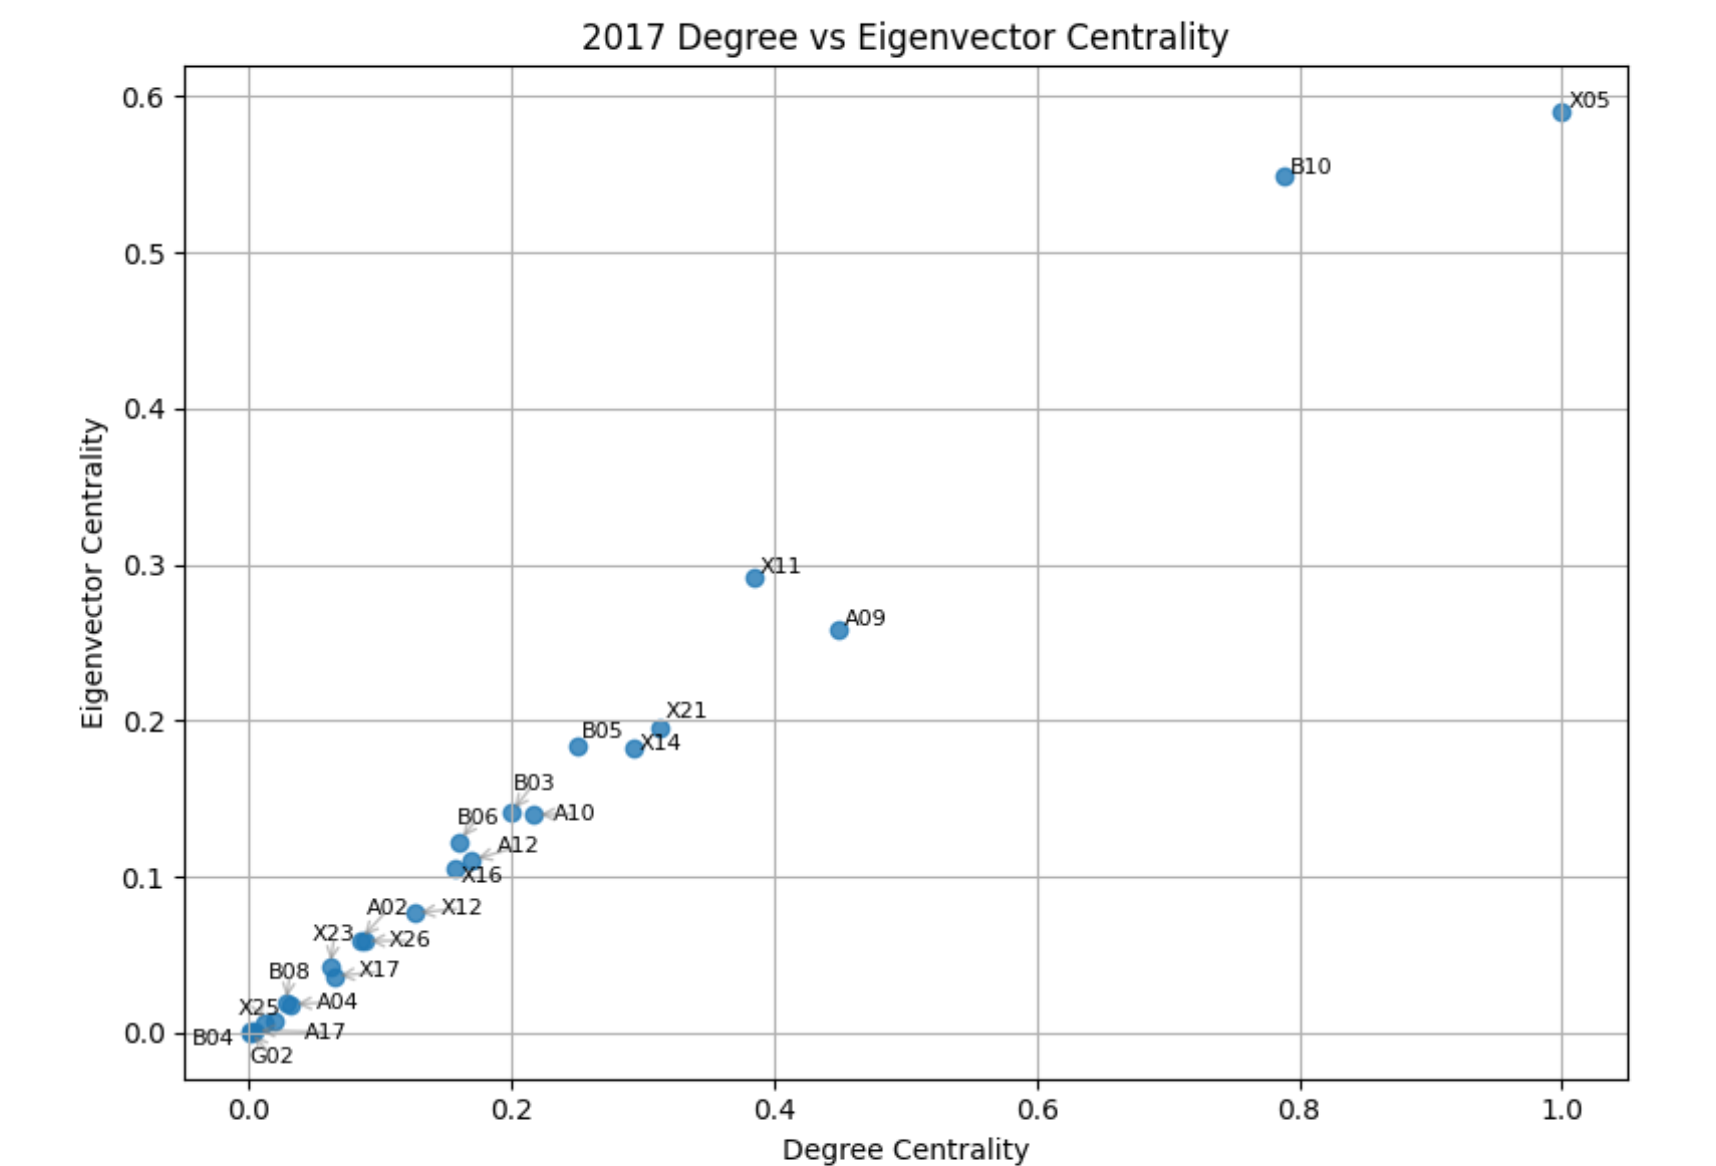 2017 Degree vs Eigenvector Centrality
0.6
X05
B10
0.5
0.4
Eigenvector Centrality
0.3
X11
A09
0.2
X21
B05
X14
B03
B06
A10
A12
0.1
X16
A02
X12
X23
X26
B08
X17
X25
A04
0.0
B04
A17
G02
0.0
0.2
0.4
0.6
0.8
1.0
Degree Centrality